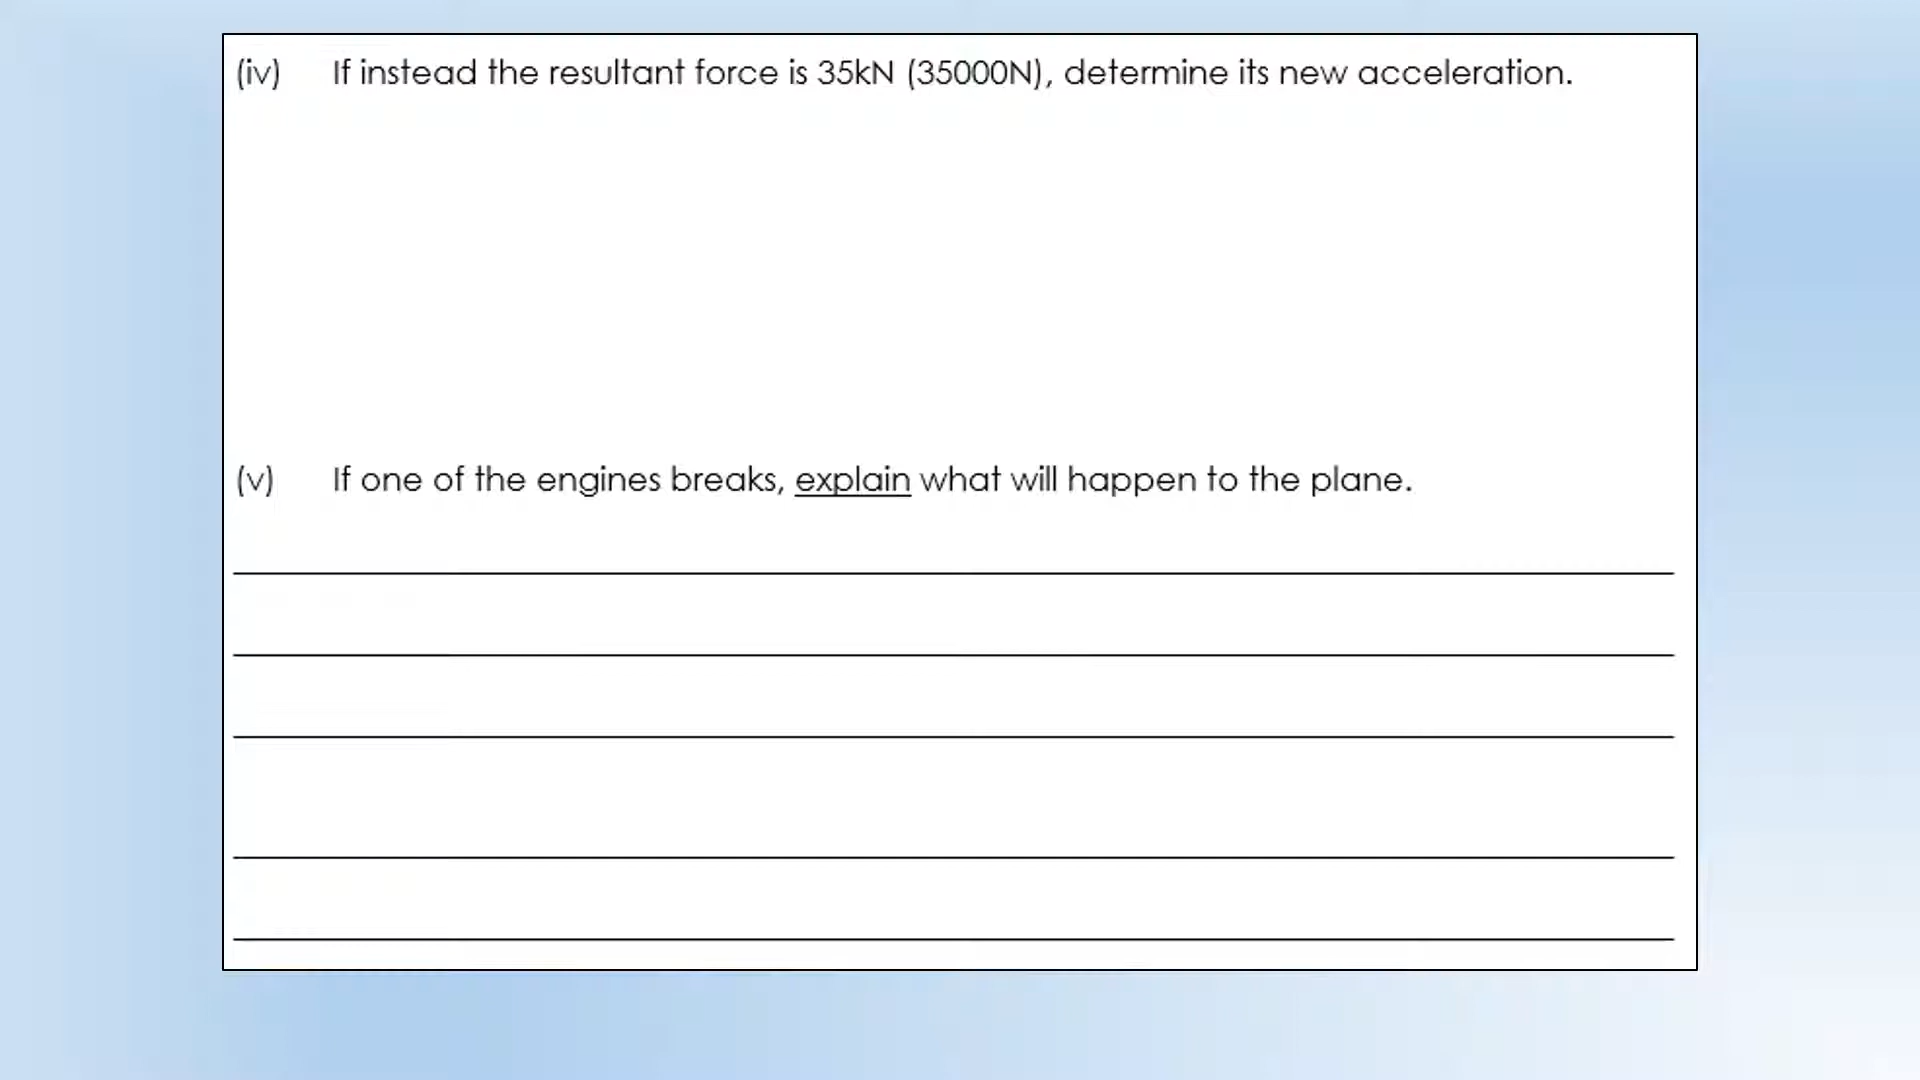 (iv) If instead the resultant force is 35kN (35000N), determine its new acceleration.
(v) If one of the engines breaks, explain what will happen to the plane.